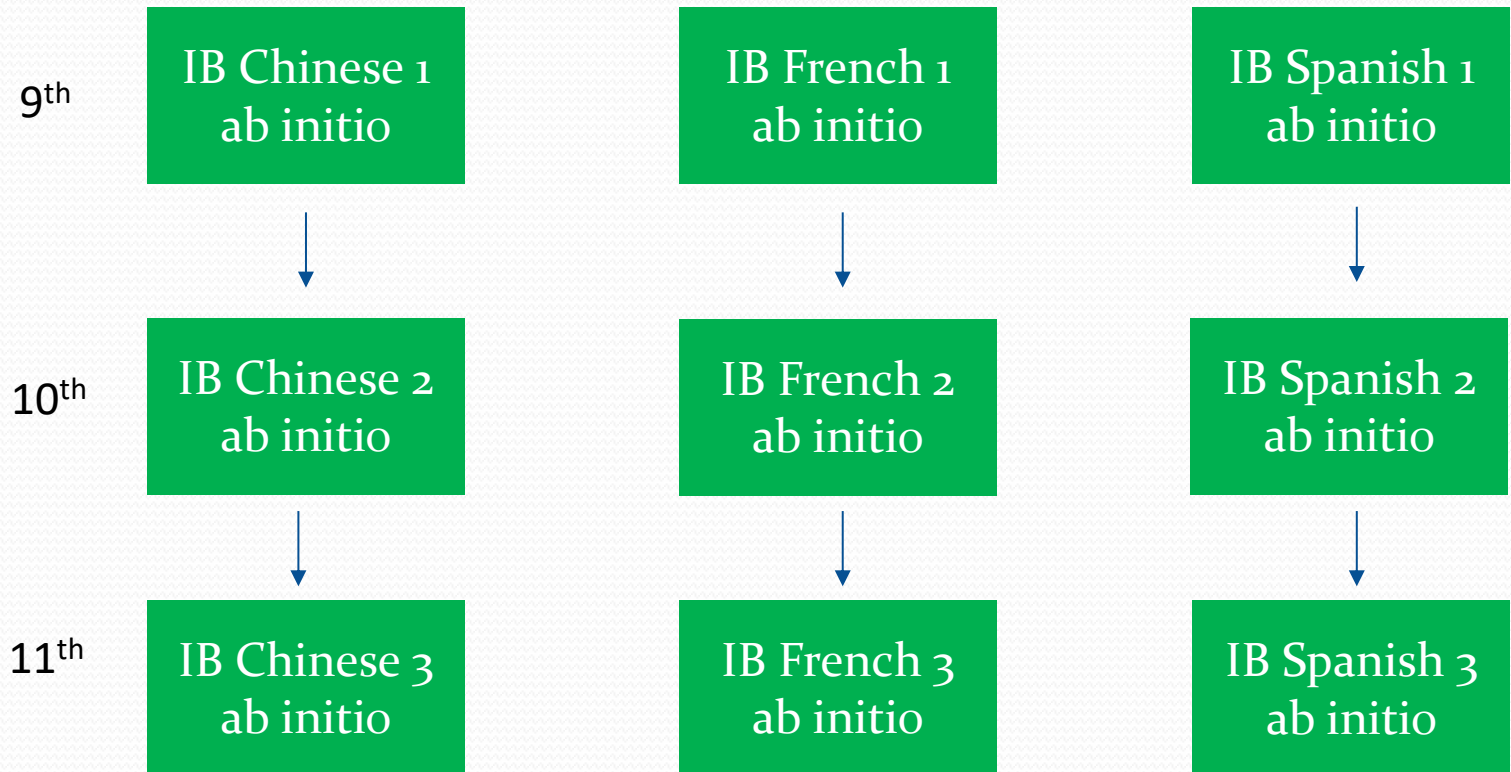 9th
IB Chinese 1
ab initio
IB French 1
ab initio
IB Spanish 1
ab initio
10th
IB Chinese 2
ab initio
IB French 2
ab initio
IB Spanish 2
ab initio
11th
IB Chinese 3
ab initio
IB French 3
ab initio
IB Spanish 3
ab initio